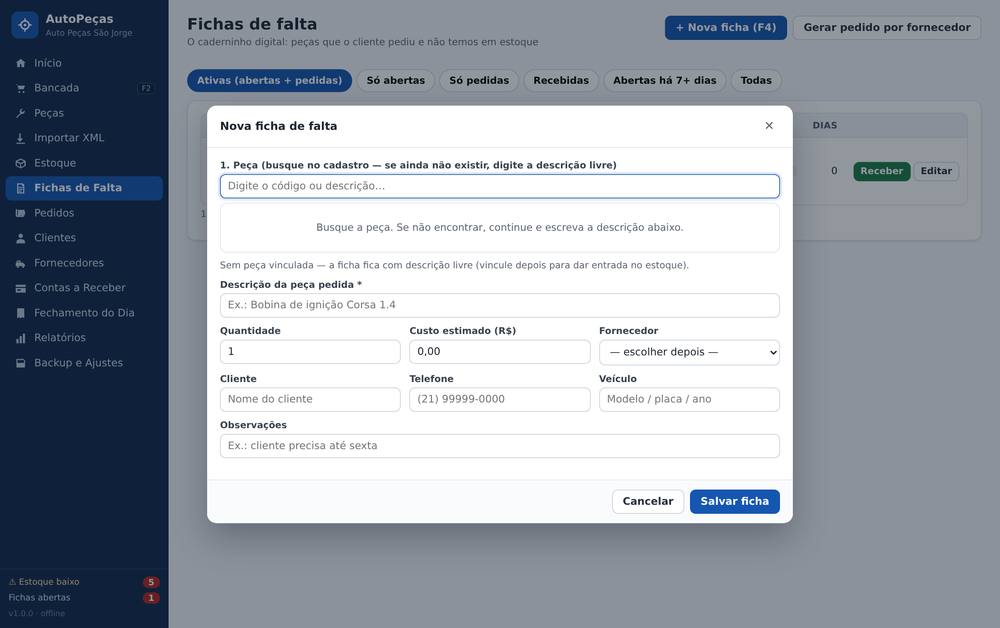 AutoPeças
Auto Peças São Jorge
Início
Bancada F2
Peças
Importar XML
Estoque
Fichas de Falta
Pedidos
Clientes
Fornecedores
Contas a Receber
Fechamento do Dia
Relatórios
Backup e Ajustes
⚠ Estoque baixo 5
Fichas abertas 1
v1.0.0 · offline
Fichas de falta
O caderninho digital: peças que o cliente pediu e não temos em estoque
+ Nova ficha (F4) Gerar pedido por fornecedor
Ativas (abertas + pedidas) Só abertas Só pedidas Recebidas Abertas há 7+ dias Todas
DIAS
0 Receber Editar
1
Nova ficha de falta ×
1. Peça (busque no cadastro — se ainda não existir, digite a descrição livre)
Digite o código ou descrição...
Busque a peça. Se não encontrar, continue e escreva a descrição abaixo.
Sem peça vinculada — a ficha fica com descrição livre (vincule depois para dar entrada no estoque).
Descrição da peça pedida *
Ex.: Bobina de ignição Corsa 1.4
Quantidade Custo estimado (R$) Fornecedor
1 0,00 — escolher depois —
Cliente Telefone Veículo
Nome do cliente (21) 99999-0000 Modelo / placa / ano
Observações
Ex.: cliente precisa até sexta
Cancelar Salvar ficha